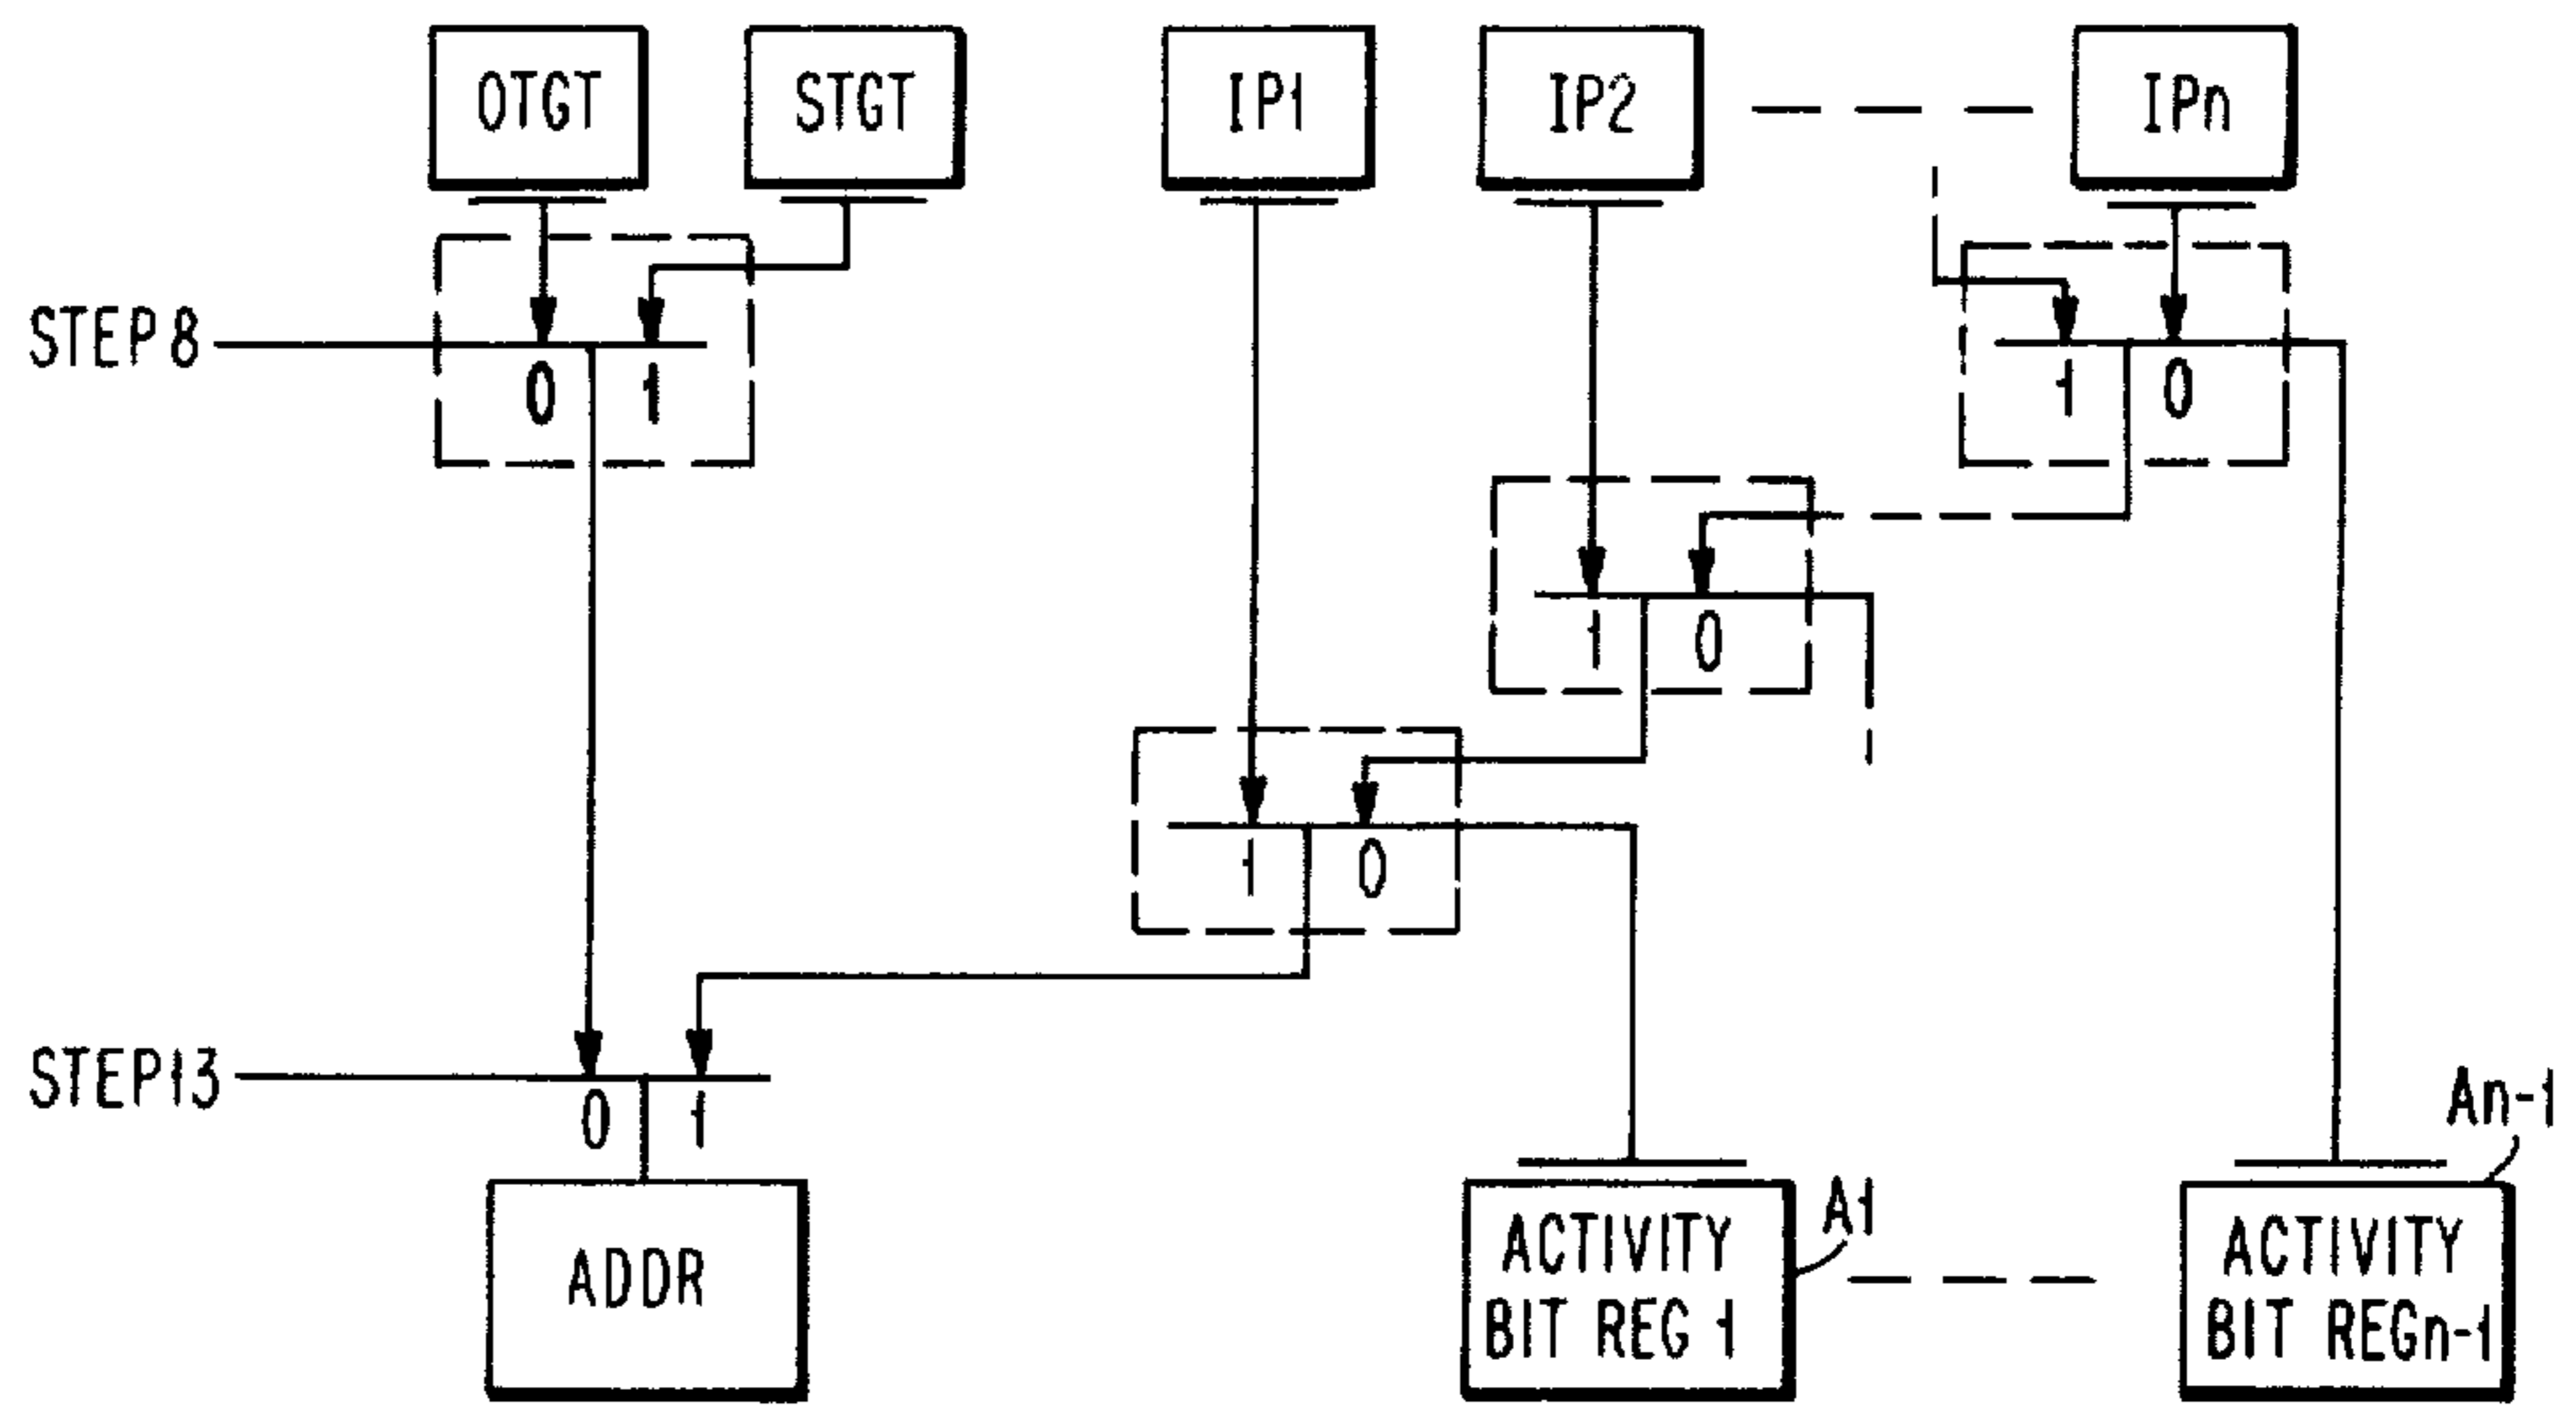 OTGT
STGT
IP1
IP2
IPn
STEP 8
0
1
1
0
1
0
1
0
STEP13
0
1
An-1
A1
ADDR
ACTIVITY
BIT REG 1
ACTIVITY
BIT REGn-1